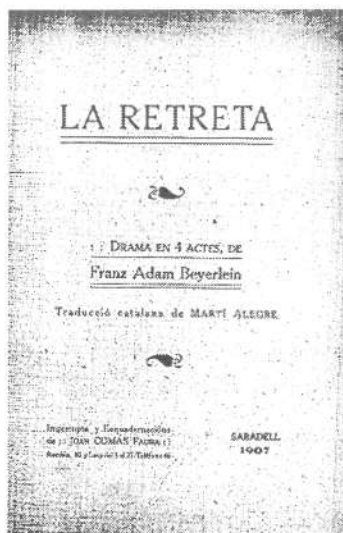 LA RETRETA
: : DRAMA EN 4 ACTES, DE
Franz Adam Beyerlein
Traducció catalana de MARTÍ ALEGRE
Impremta y Enquadernacións
de :: JOAN COMAS FAURA ::
SABADELL
1907